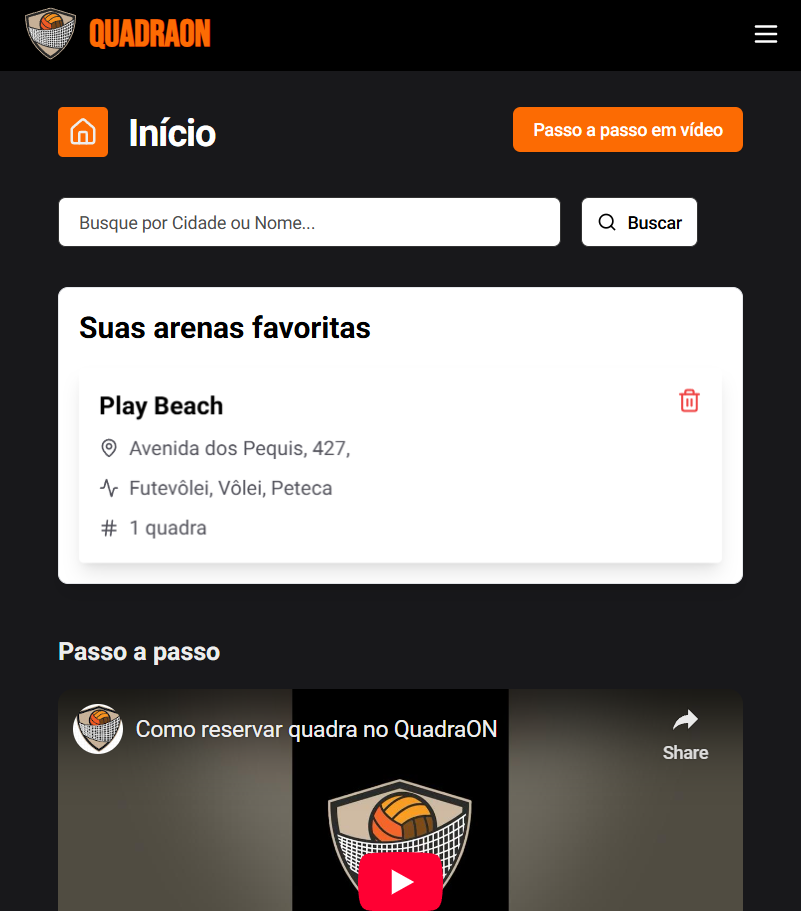 QUADRAON
Início
Passo a passo em vídeo
Busque por Cidade ou Nome...
Buscar
Suas arenas favoritas
Play Beach
Avenida dos Pequis, 427,
Futevôlei, Vôlei, Peteca
1 quadra
Passo a passo
Como reservar quadra no QuadraON
Share